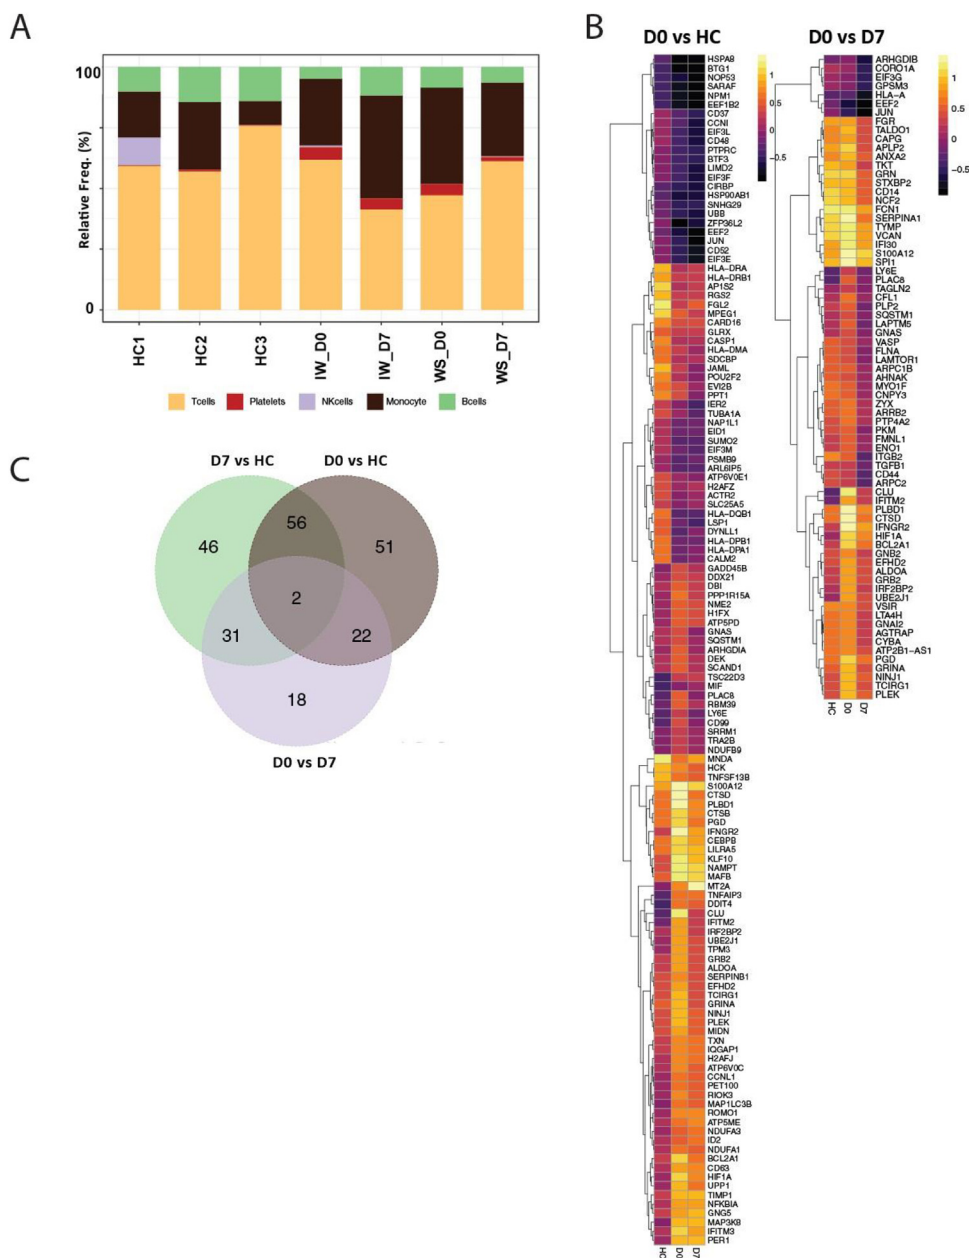 A
100
0
Relative Freq. (%)
HC1
HC2
HC3
IW_D0
IW_D7
WS_D0
WS_D7
Tcells
Platelets
NKcells
Monocyte
Bcells
C
D7 vs HC
D0 vs HC
56
46
51
2
31
22
18
D0 vs D7
B
D0 vs HC
HSPA8
BTG1
NOP53
SARAF
NPM1
EEF1B2
CD37
CCNI
EIF3L
CD48
PTPRC
BTF3
LIMD2
EIF3F
CIRBP
HSP90AB1
SNHG29
UBB
ZFP36L2
EEF2
JUN
CD52
EIF3E
HLA-DRA
HLA-DRB1
AP1S2
RGS2
FGL2
MPEG1
CARD16
GLRX
CASP1
HLA-DMA
SDCBP
JAML
POU2F2
EVI2B
PPT1
IER2
TUBA1A
NAP1L1
EID1
SUMO2
EIF3M
PSMB9
ARL6IP5
ATP6V0E1
H2AFZ
ACTR2
SLC25A5
HLA-DQB1
LSP1
DYNLL1
HLA-DPB1
HLA-DPA1
CALM2
GADD45B
DDX21
DBI
PPP1R15A
NME2
H1FX
ATP5PD
GNAS
SQSTM1
ARHGDIA
DEK
SCAND1
TSC22D3
MIF
PLAC8
RBM39
LY6E
CD99
SRRM1
TRA2B
NDUFB9
MNDA
HCK
TNFSF13B
S100A12
CTSD
PLBD1
CTSB
PGD
IFNGR2
CEBPB
LILRA5
KLF10
NAMPT
MAFB
MT2A
TNFAIP3
DDIT4
CLU
IFITM2
IRF2BP2
UBE2J1
TPM3
GRB2
ALDOA
SERPINB1
EFHD2
TCIRG1
GRINA
NINJ1
PLEK
MIDN
TXN
IQGAP1
H2AFJ
ATP6V0C
CCNL1
PET100
RIOK3
MAP1LC3B
ROMO1
ATP5ME
NDUFA3
ID2
NDUFA1
BCL2A1
CD63
HIF1A
UPP1
TIMP1
NFKBIA
GNG5
MAP3K8
IFITM3
PER1
HC
D0
D7
1
0.5
0
−0.5
D0 vs D7
ARHGDIB
CORO1A
EIF3G
GPSM3
HLA-A
EEF2
JUN
FGR
TALDO1
CAPG
APLP2
ANXA2
TKT
GRN
STXBP2
CD14
NCF2
FCN1
SERPINA1
TYMP
VCAN
IFI30
S100A12
SPI1
LY6E
PLAC8
TAGLN2
CFL1
PLP2
SQSTM1
LAPTM5
GNAS
VASP
FLNA
LAMTOR1
ARPC1B
AHNAK
MYO1F
CNPY3
ZYX
ARRB2
PTP4A2
PKM
FMNL1
ENO1
ITGB2
TGFB1
CD44
ARPC2
CLU
IFITM2
PLBD1
CTSD
IFNGR2
HIF1A
BCL2A1
GNB2
EFHD2
ALDOA
GRB2
IRF2BP2
UBE2J1
VSIR
LTA4H
GNAI2
AGTRAP
CYBA
ATP2B1-AS1
PGD
GRINA
NINJ1
TCIRG1
PLEK
HC
D0
D7
1
0.5
0
−0.5